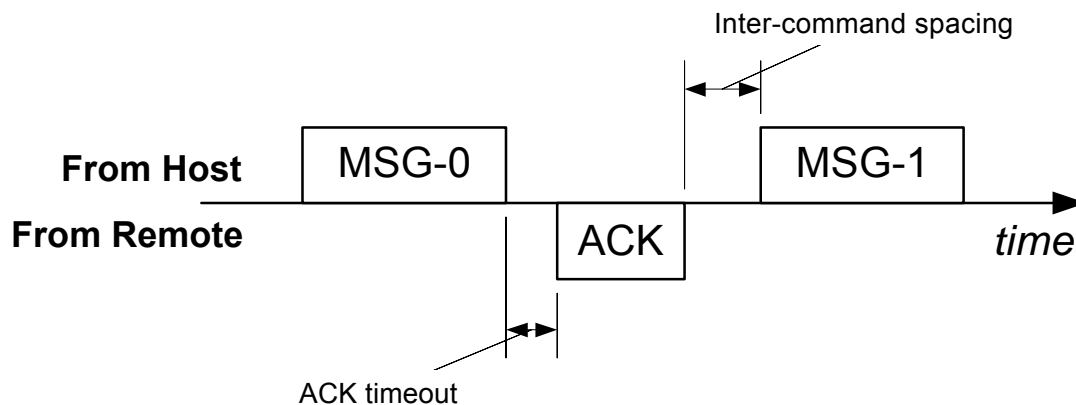 Inter-command spacing
From Host
MSG-0
MSG-1
From Remote
ACK
time
ACK timeout